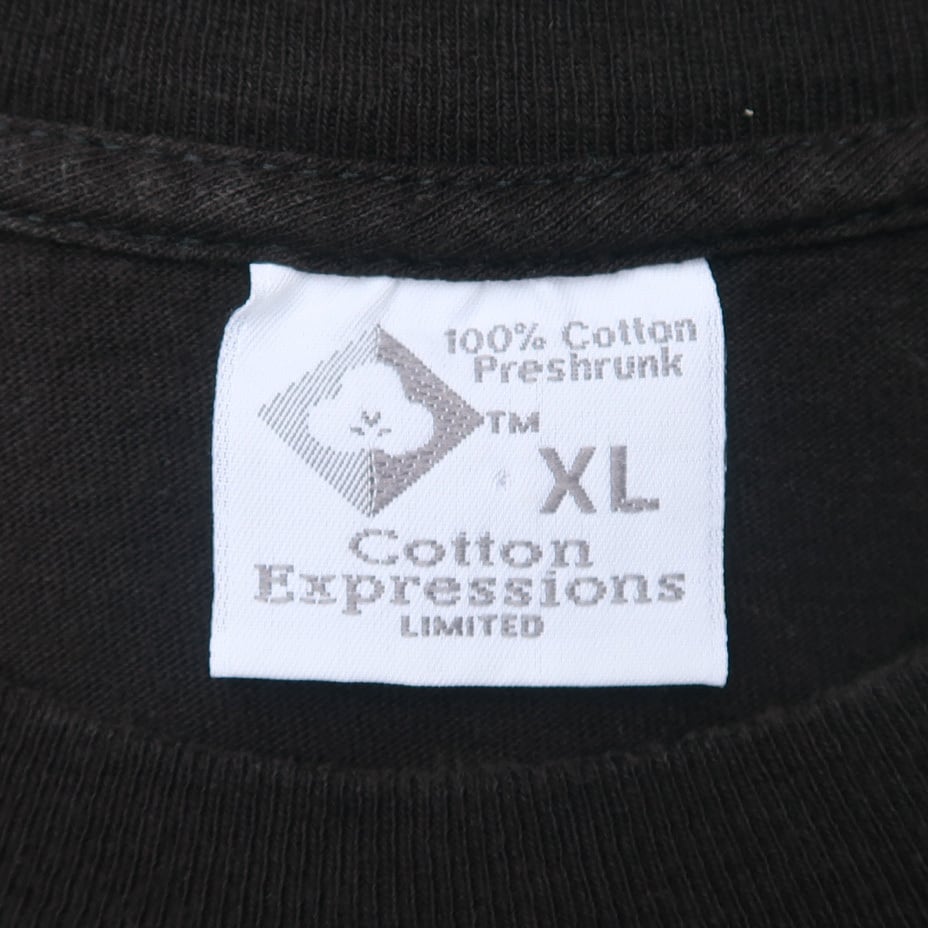 100% Cotton
Preshrunk
TM
XL
Cotton
Expressions
LIMITED